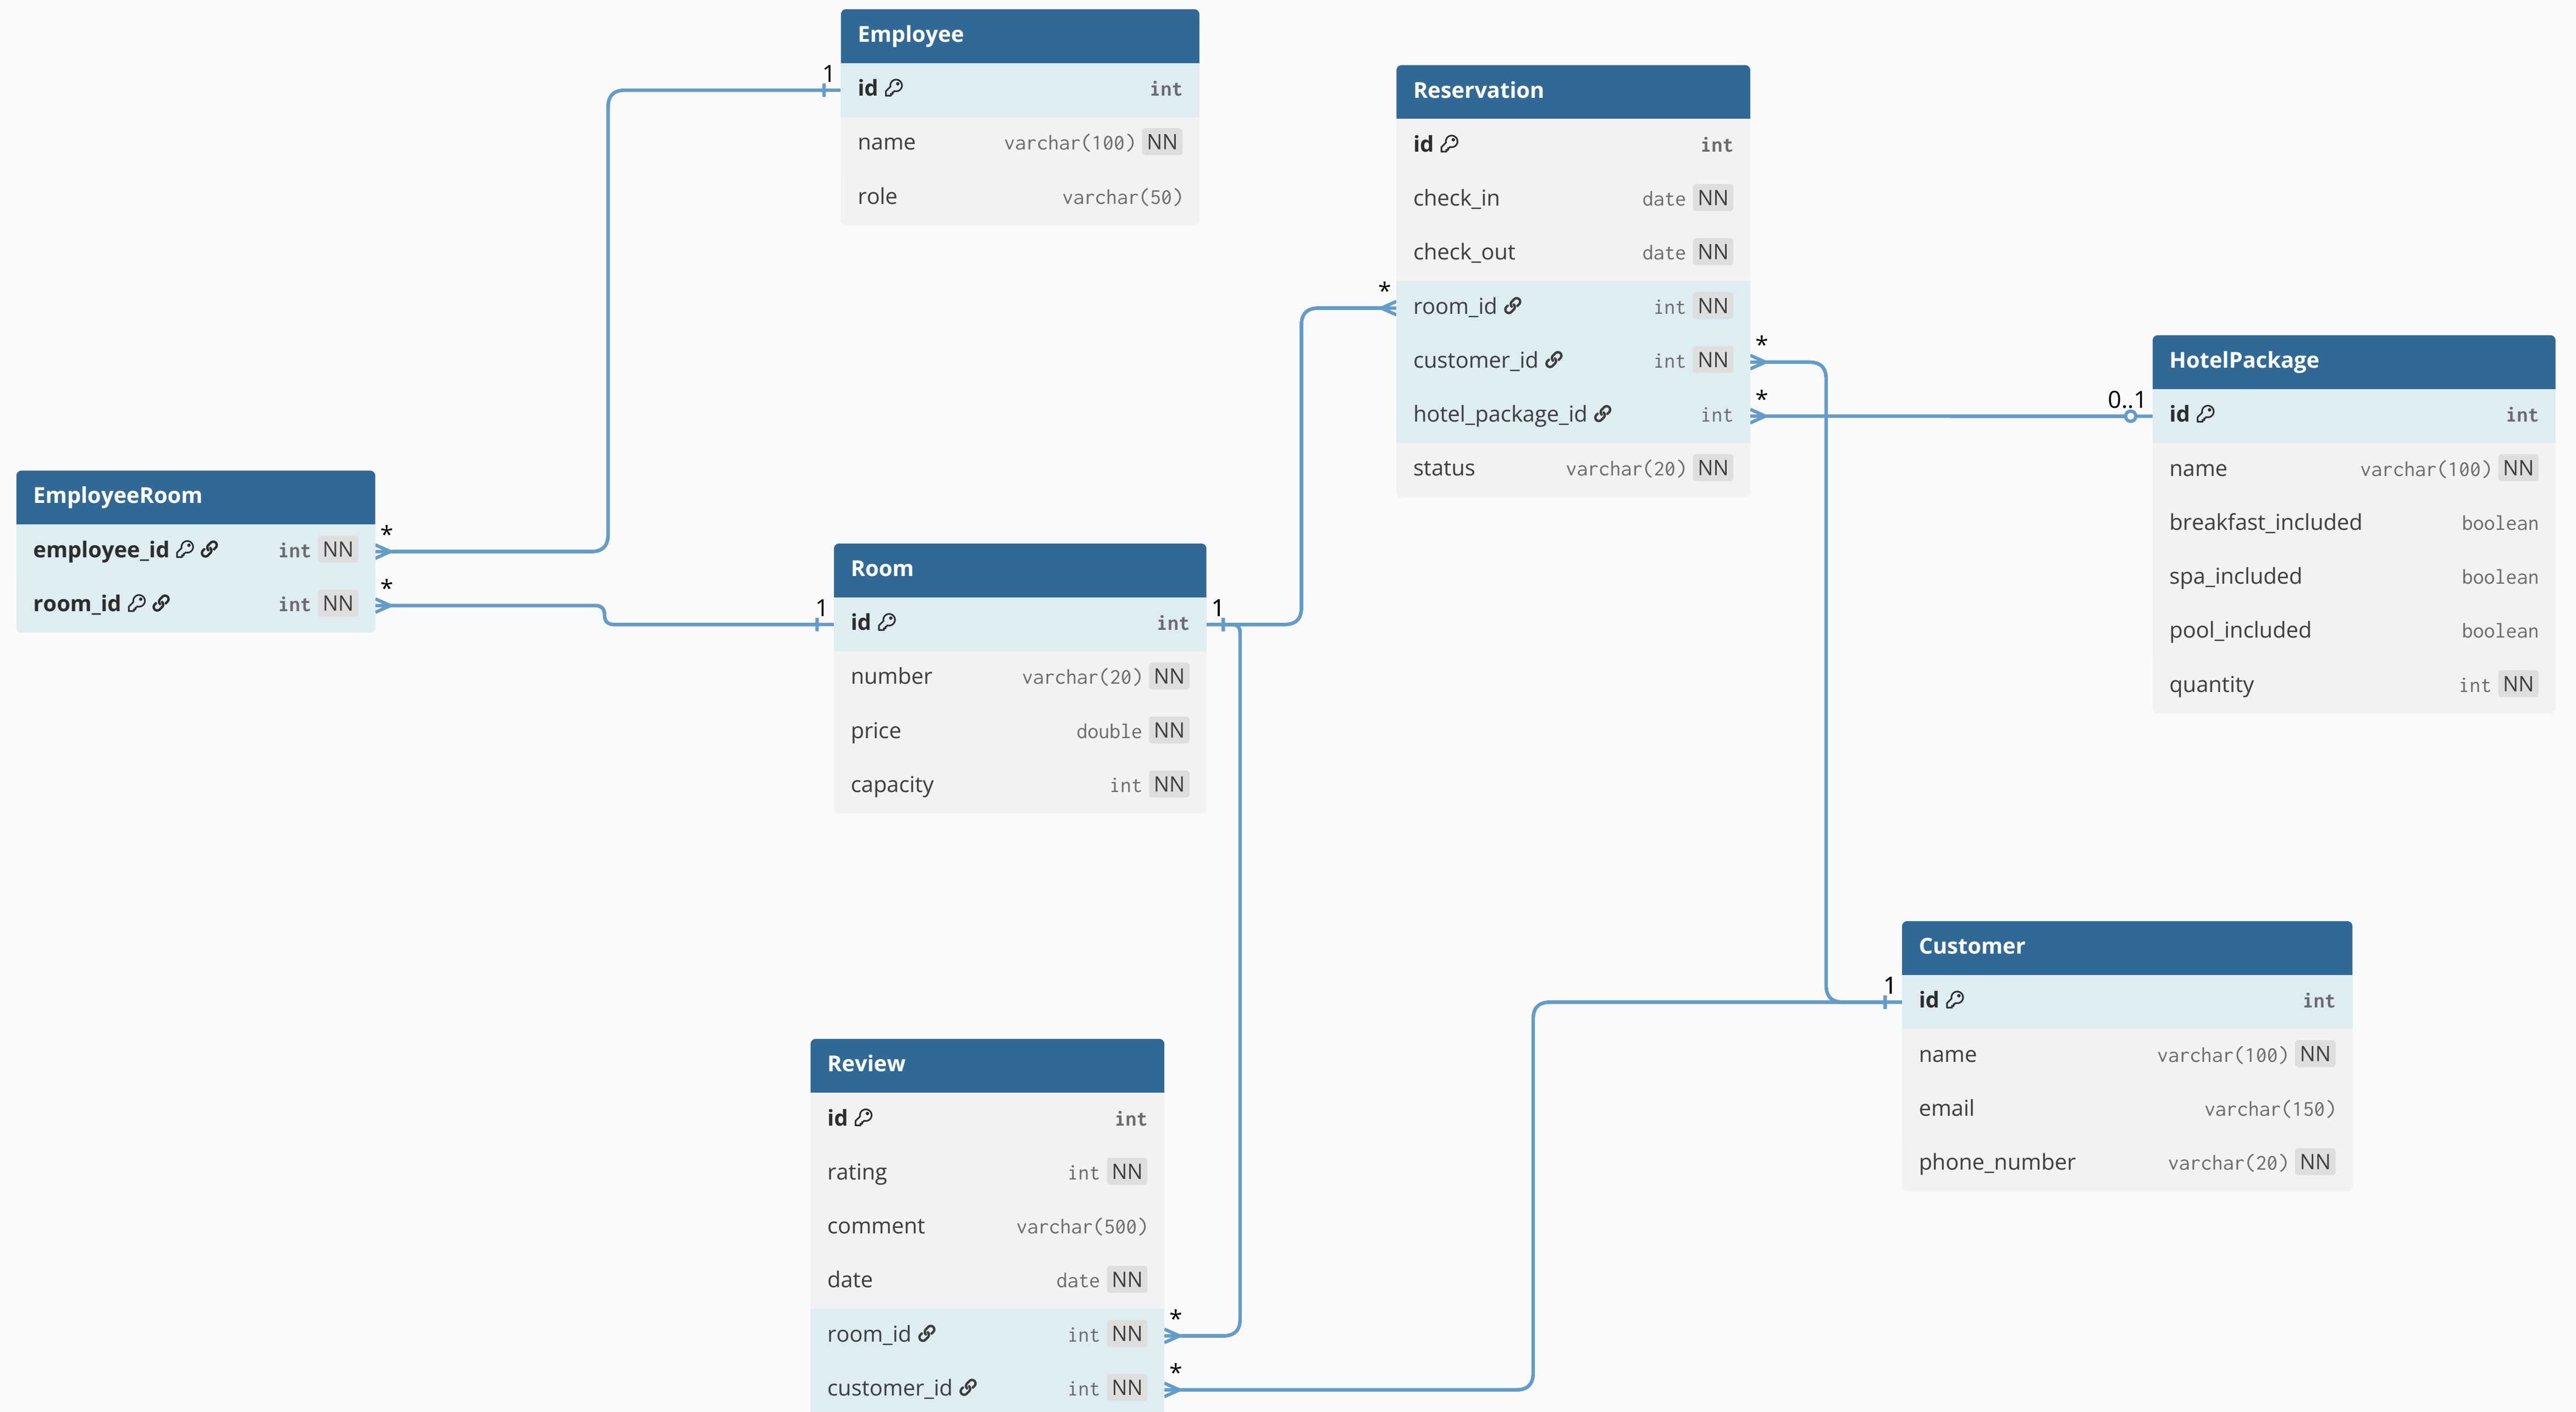 Employee
1
id int
name varchar(100) NN
role varchar(50)
Reservation
id int
check_in date NN
check_out date NN
*
room_id int NN
*
customer_id int NN
*
hotel_package_id int
status varchar(20) NN
HotelPackage
0..1
id int
name varchar(100) NN
breakfast_included boolean
spa_included boolean
pool_included boolean
quantity int NN
EmployeeRoom
*
employee_id int NN
*
room_id int NN
Room
1
1
id int
number varchar(20) NN
price double NN
capacity int NN
Customer
1
id int
name varchar(100) NN
email varchar(150)
phone_number varchar(20) NN
Review
id int
rating int NN
comment varchar(500)
date date NN
*
room_id int NN
*
customer_id int NN